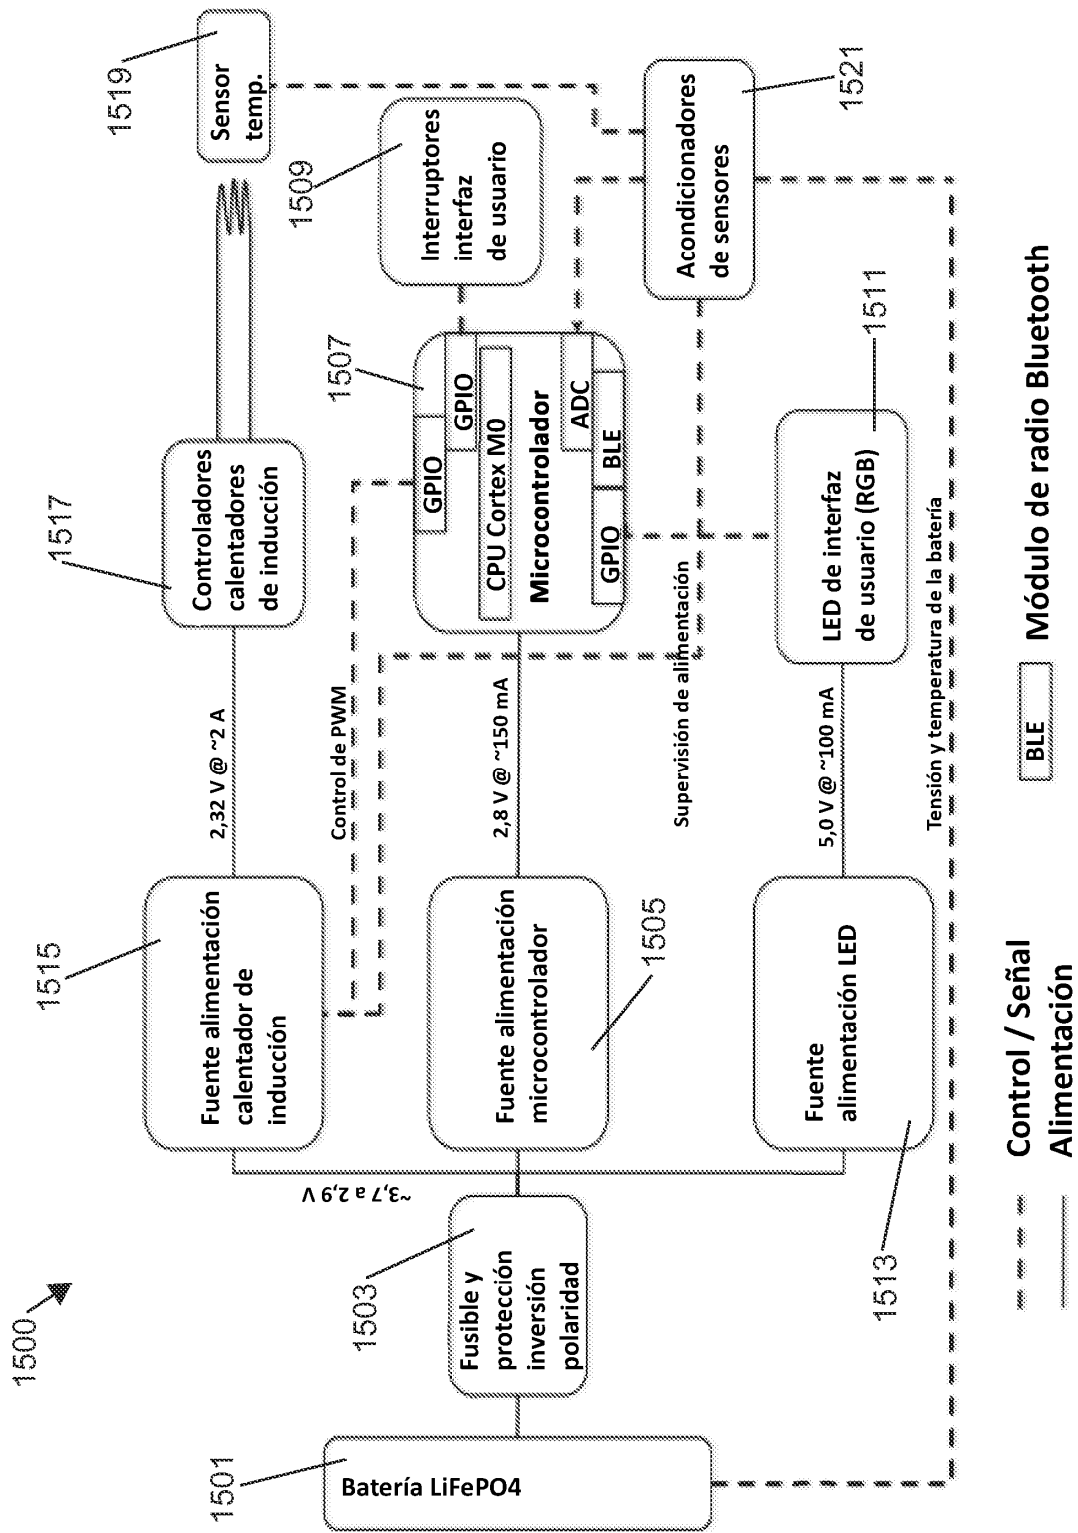 1500
1501
Batería LiFePO4
1503
Fusible y
protección
inversión
polaridad
~3,7 a 2,9 V
1515
Fuente alimentación
calentador de
inducción
2,32 V @ ~2 A
1517
Controladores
calentadores
de inducción
1519
Sensor
temp.
Control de PWM
1505
Fuente alimentación
microcontrolador
2,8 V @ ~150 mA
1507
GPIO
GPIO
CPU Cortex M0
Microcontrolador
ADC
GPIO
BLE
1509
Interruptores
interfaz
de usuario
Supervisión de alimentación
1513
Fuente
alimentación LED
5,0 V @ ~100 mA
1511
LED de interfaz
de usuario (RGB)
1521
Acondicionadores
de sensores
Tensión y temperatura de la batería
Control / Señal
Alimentación
BLE
Módulo de radio Bluetooth